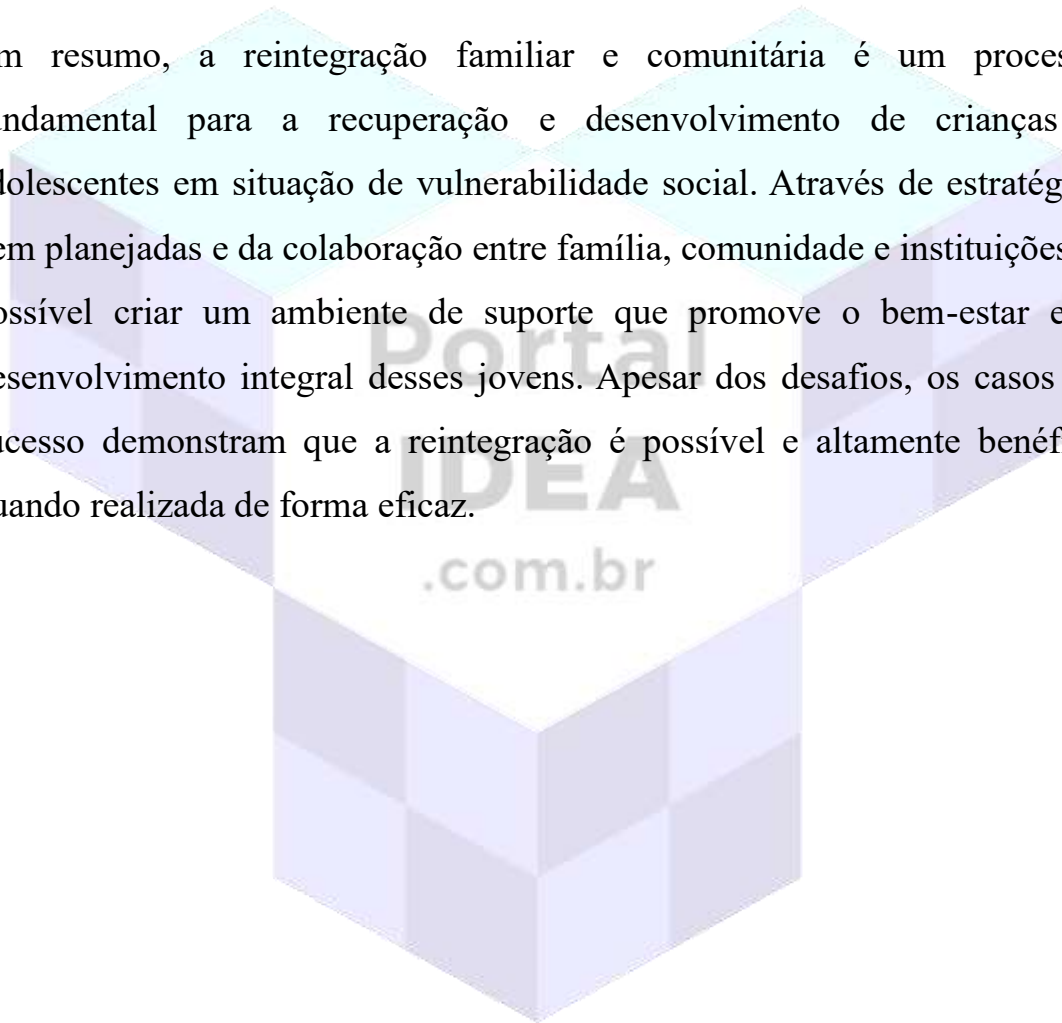 m resumo, a reintegração familiar e comunitária é um proces
undamental para a recuperação e desenvolvimento de crianças
dolescentes em situação de vulnerabilidade social. Através de estratég
em planejadas e da colaboração entre família, comunidade e instituições
ossível criar um ambiente de suporte que promove o bem-estar e
esenvolvimento integral desses jovens. Apesar dos desafios, os casos
ucesso demonstram que a reintegração é possível e altamente benéf
uando realizada de forma eficaz.
Portal
IDEA
.com.br